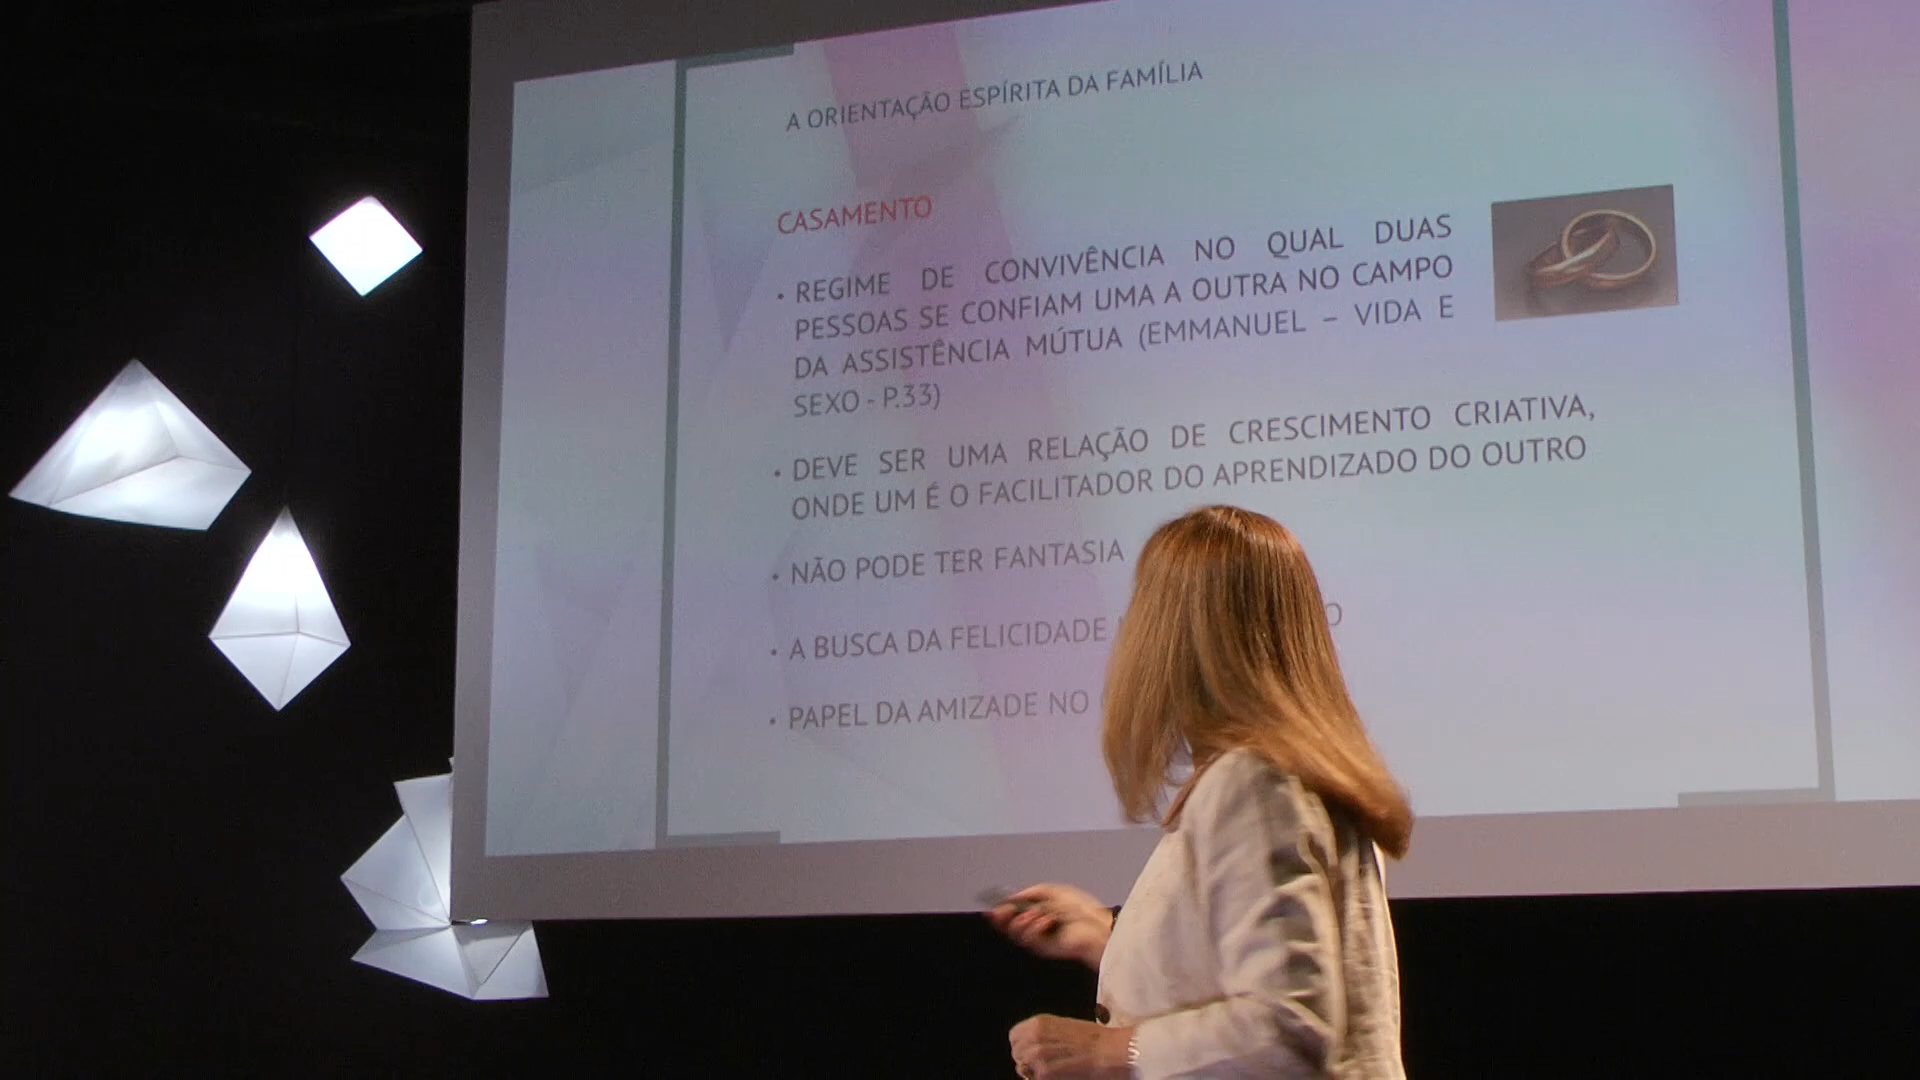 A ORIENTAÇÃO ESPÍRITA DA FAMÍLIA
CASAMENTO
• REGIME DE CONVIVÊNCIA NO QUAL DUAS
PESSOAS SE CONFIAM UMA A OUTRA NO CAMPO
DA ASSISTÊNCIA MÚTUA (EMMANUEL – VIDA E
SEXO - P.33)
• DEVE SER UMA RELAÇÃO DE CRESCIMENTO CRIATIVA,
ONDE UM É O FACILITADOR DO APRENDIZADO DO OUTRO
• NÃO PODE TER FANTASIA
• A BUSCA DA FELICIDADE
• PAPEL DA AMIZADE NO